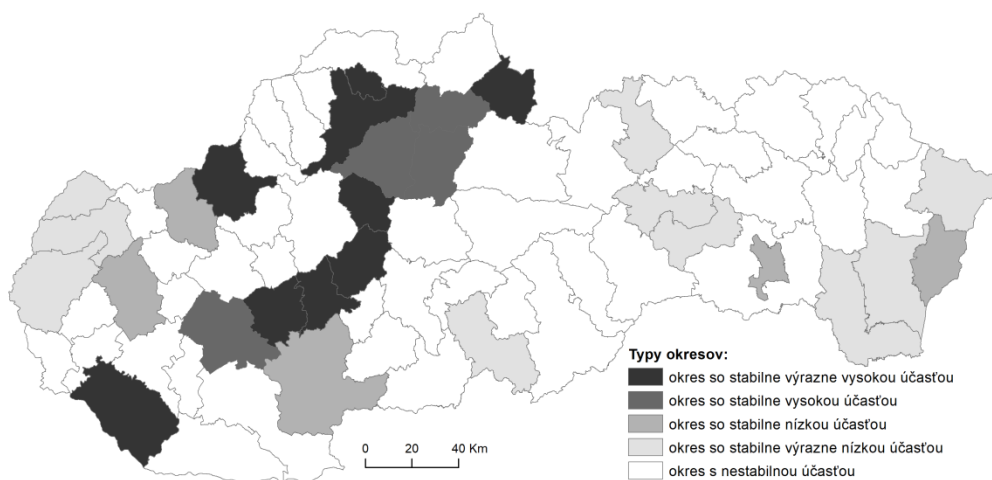 Typy okresov:
okres so stabilne výrazne vysokou účasťou
okres so stabilne vysokou účasťou
okres so stabilne nízkou účasťou
okres so stabilne výrazne nízkou účasťou
okres s nestabilnou účasťou
0 20 40 Km